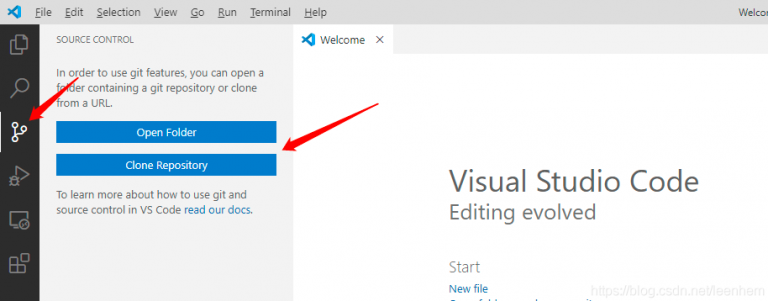 File Edit Selection View Go Run Terminal Help
Welco
SOURCE CONTROL
Welcome
In order to use git features, you can open a
folder containing a git repository or clone
from a URL.
Open Folder
Clone Repository
To learn more about how to use git and
source control in VS Code read our docs.
Visual Studio Code
Editing evolved
Start
New file
https://blog.csdn.net/leenhem